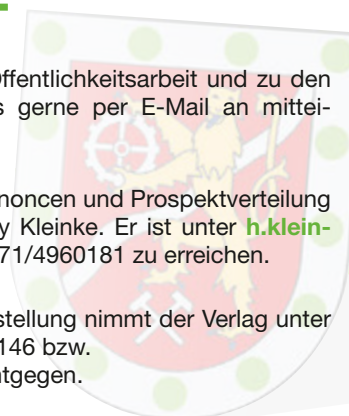 Öffentlichkeitsarbeit und zu den
s gerne per E-Mail an mittei-
noncen und Prospektverteilung
y Kleinke. Er ist unter h.klein-
71/4960181 zu erreichen.
stellung nimmt der Verlag unter
146 bzw.
ntgegen.